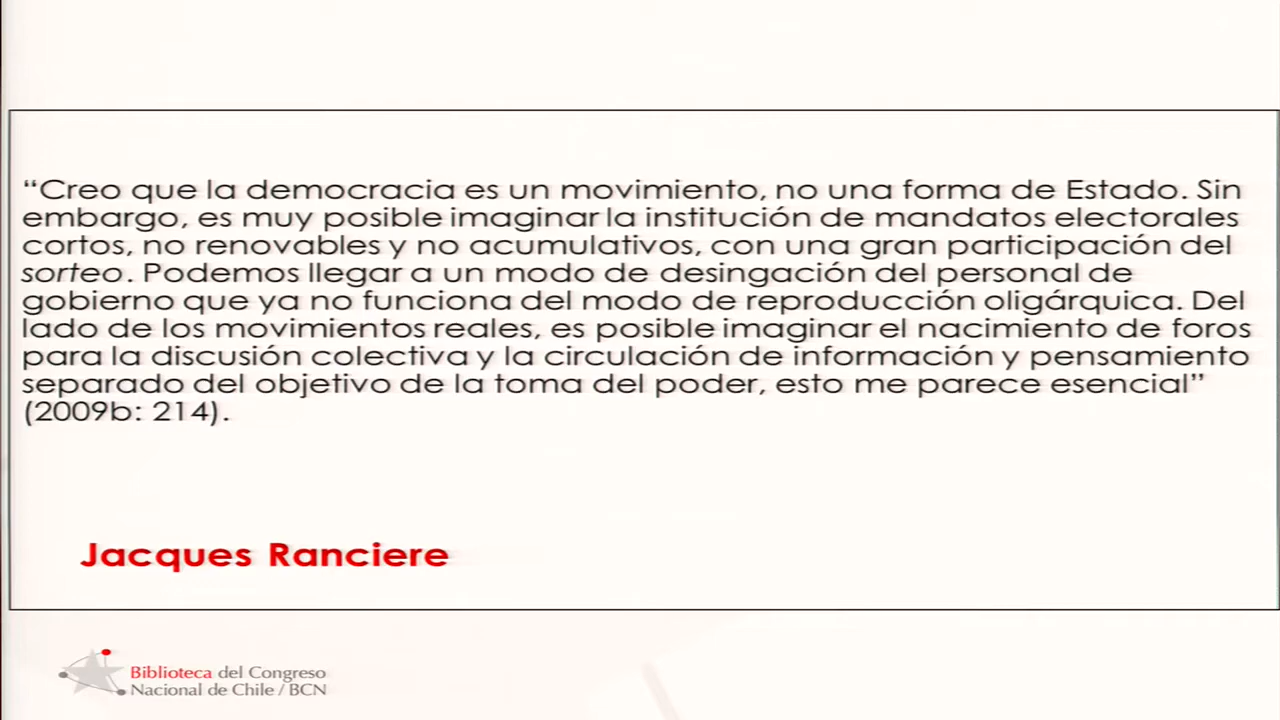 “Creo que la democracia es un movimiento, no una forma de Estado. Sin
embargo, es muy posible imaginar la institución de mandatos electorales
cortos, no renovables y no acumulativos, con una gran participación del
sorteo. Podemos llegar a un modo de desingación del personal de
gobierno que ya no funciona del modo de reproducción oligárquica. Del
lado de los movimientos reales, es posible imaginar el nacimiento de foros
para la discusión colectiva y la circulación de información y pensamiento
separado del objetivo de la toma del poder, esto me parece esencial”
(2009b: 214).
Jacques Ranciere
Biblioteca del Congreso
Nacional de Chile / BCN